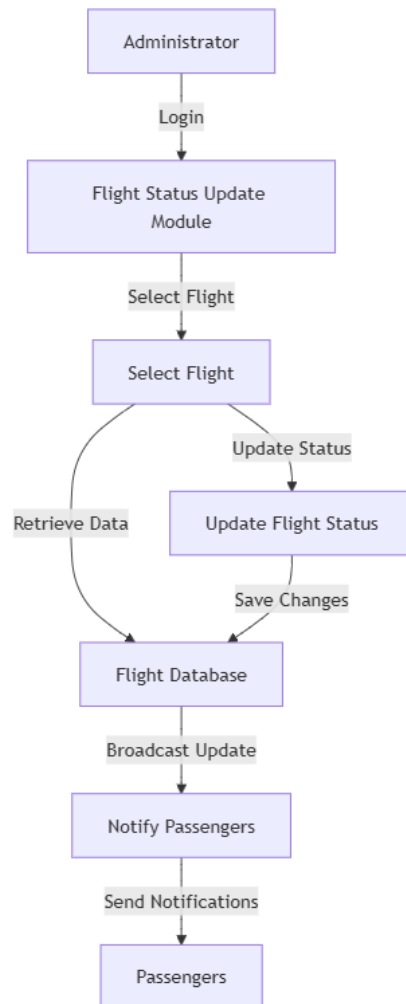 Administrator
Login
Flight Status Update
Module
Select Flight
Select Flight
Update Status
Retrieve Data
Update Flight Status
Save Changes
Flight Database
Broadcast Update
Notify Passengers
Send Notifications
Passengers